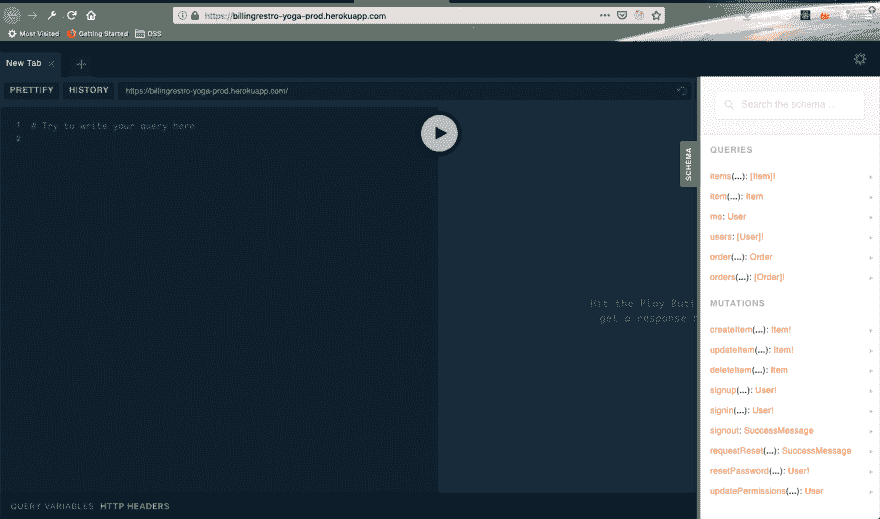 https://billingrestro-yoga-prod.herokuapp.com
Most Visited Getting Started OSS
New Tab
PRETTIFY HISTORY https://billingrestro-yoga-prod.herokuapp.com/
1 # Try to write your query here
2
Hit the Play Butt
get a response
SCHEMA
Search the schema ...
QUERIES
items(...): [Item]!
item(...): Item
me: User
users: [User]!
order(...): Order
orders(...): [Order]!
MUTATIONS
createItem(...): Item!
updateItem(...): Item!
deleteItem(...): Item
signup(...): User!
signin(...): User!
signout: SuccessMessage
requestReset(...): SuccessMessage
resetPassword(...): User!
updatePermissions(...): User
QUERY VARIABLES HTTP HEADERS